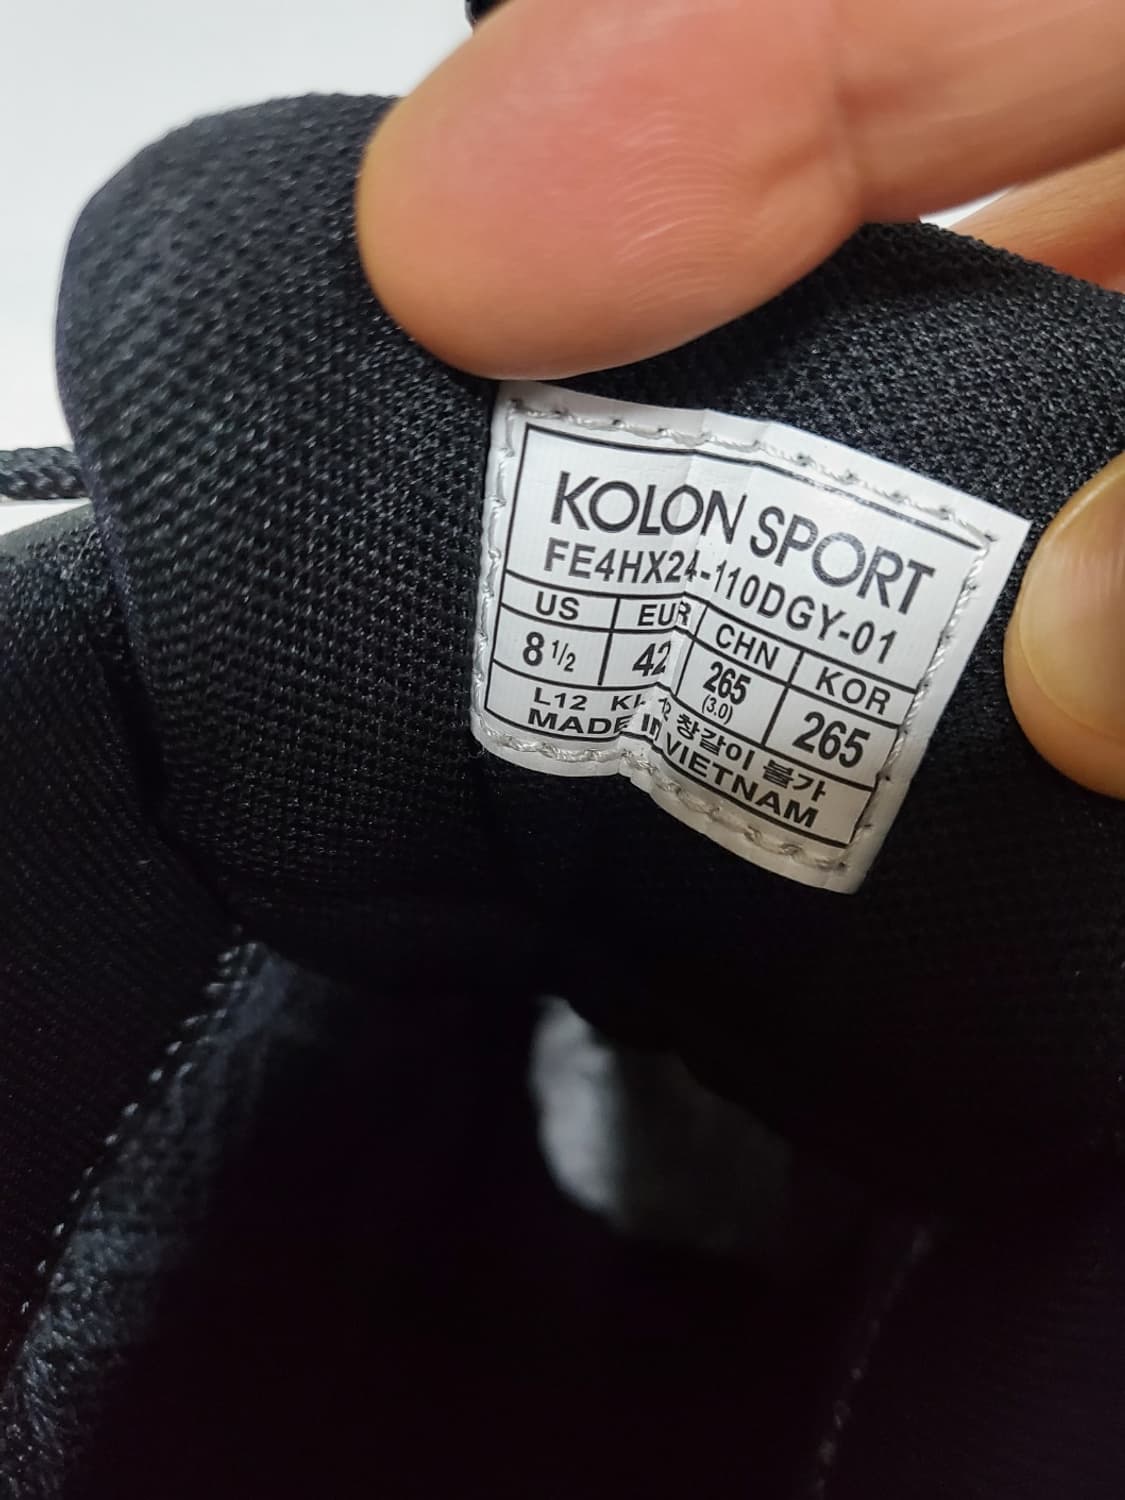 KOLON SPORT
FE4HX24-110DGY-01
US EUR CHN KOR
8 1/2 42 265 (3.0) 265
L12 창갈이 불가
MADE IN VIETNAM